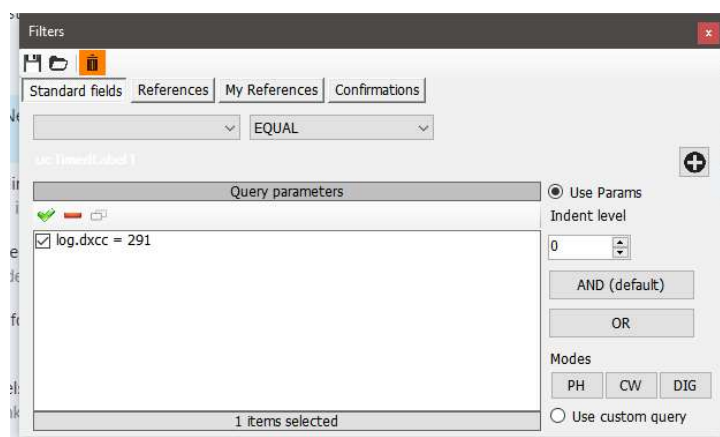 Filters
x
Standard fields References My References Confirmations
EQUAL
ucTimedLabel1
Query parameters
Use Params
Indent level
log.dxcc = 291
0
AND (default)
OR
Modes
PH CW DIG
1 items selected
Use custom query